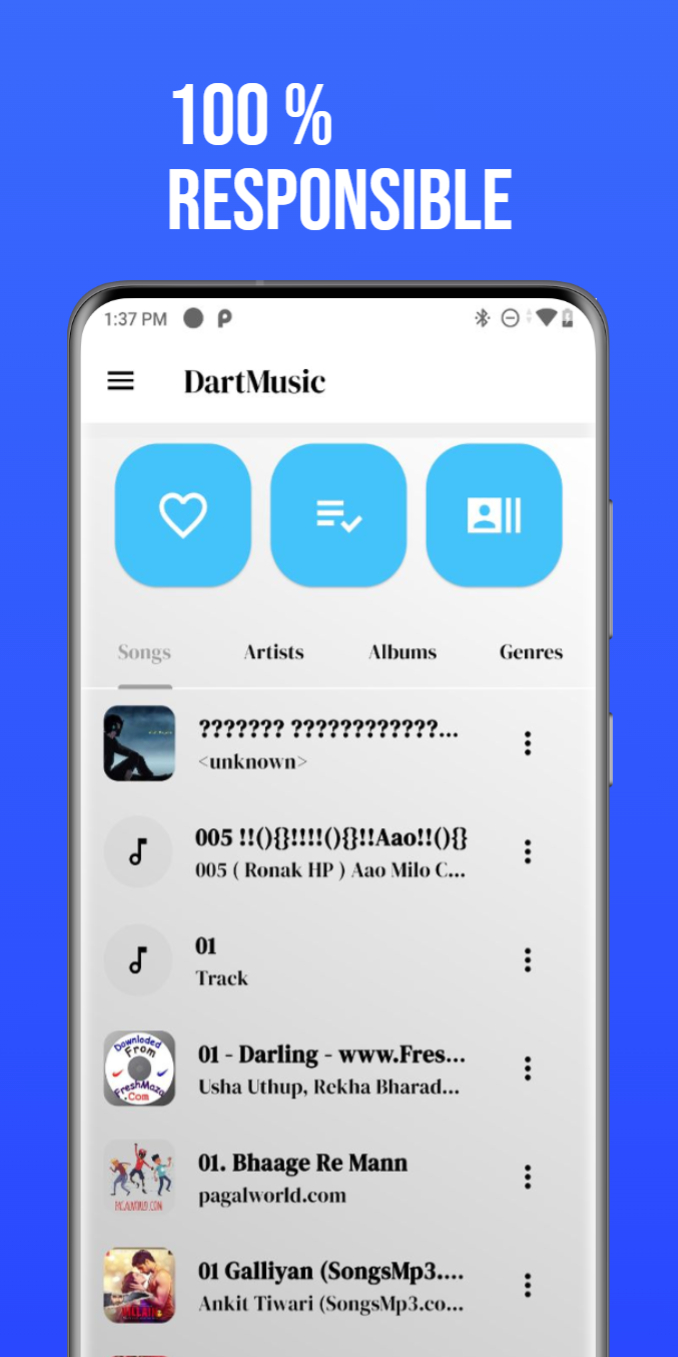 100 %
RESPONSIBLE
1:37 PM
DartMusic
Songs Artists Albums Genres
??????? ????????????...
<unknown>
005 !!(){}!!!!(){}!!Aao!!(){}
005 ( Ronak HP ) Aao Milo C...
01
Track
Downloaded
From
FreshMaza
.Com
01 - Darling - www.Fres...
Usha Uthup, Rekha Bharad...
01. Bhaage Re Mann
pagalworld.com
01 Galliyan (SongsMp3....
Ankit Tiwari (SongsMp3.co...